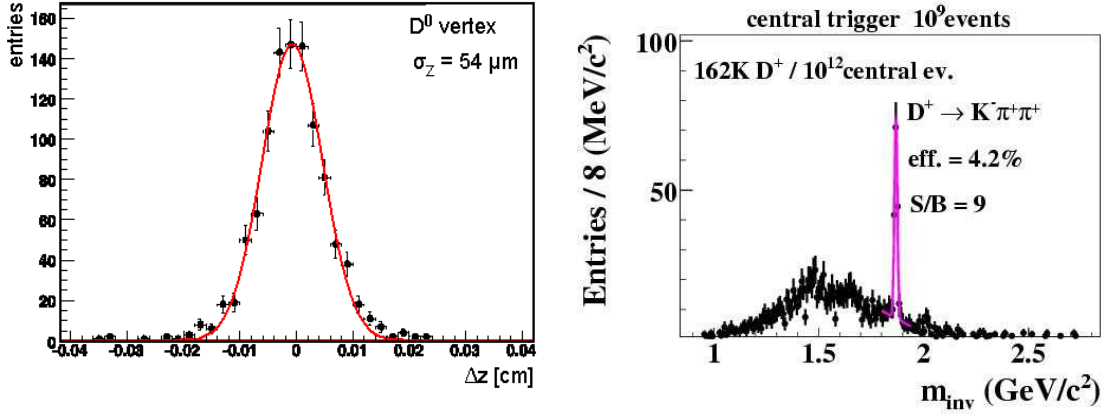 entries
160
140
120
100
80
60
40
20
0
D⁰ vertex
σ_Z = 54 μm
-0.04 -0.03 -0.02 -0.01 0 0.01 0.02 0.03 0.04
Δz [cm]
central trigger 10⁹events
Entries / 8 (MeV/c²)
100
50
162K D⁺ / 10¹²central ev.
D⁺ → K⁻π⁺π⁺
eff. = 4.2%
S/B = 9
1 1.5 2 2.5
m_inv (GeV/c²)